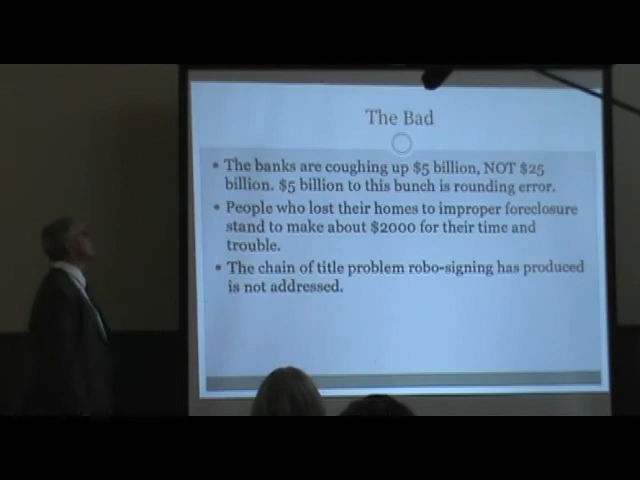 The Bad
• The banks are coughing up $5 billion, NOT $25
billion. $5 billion to this bunch is rounding error.
• People who lost their homes to improper foreclosure
stand to make about $2000 for their time and
trouble.
• The chain of title problem robo-signing has produced
is not addressed.